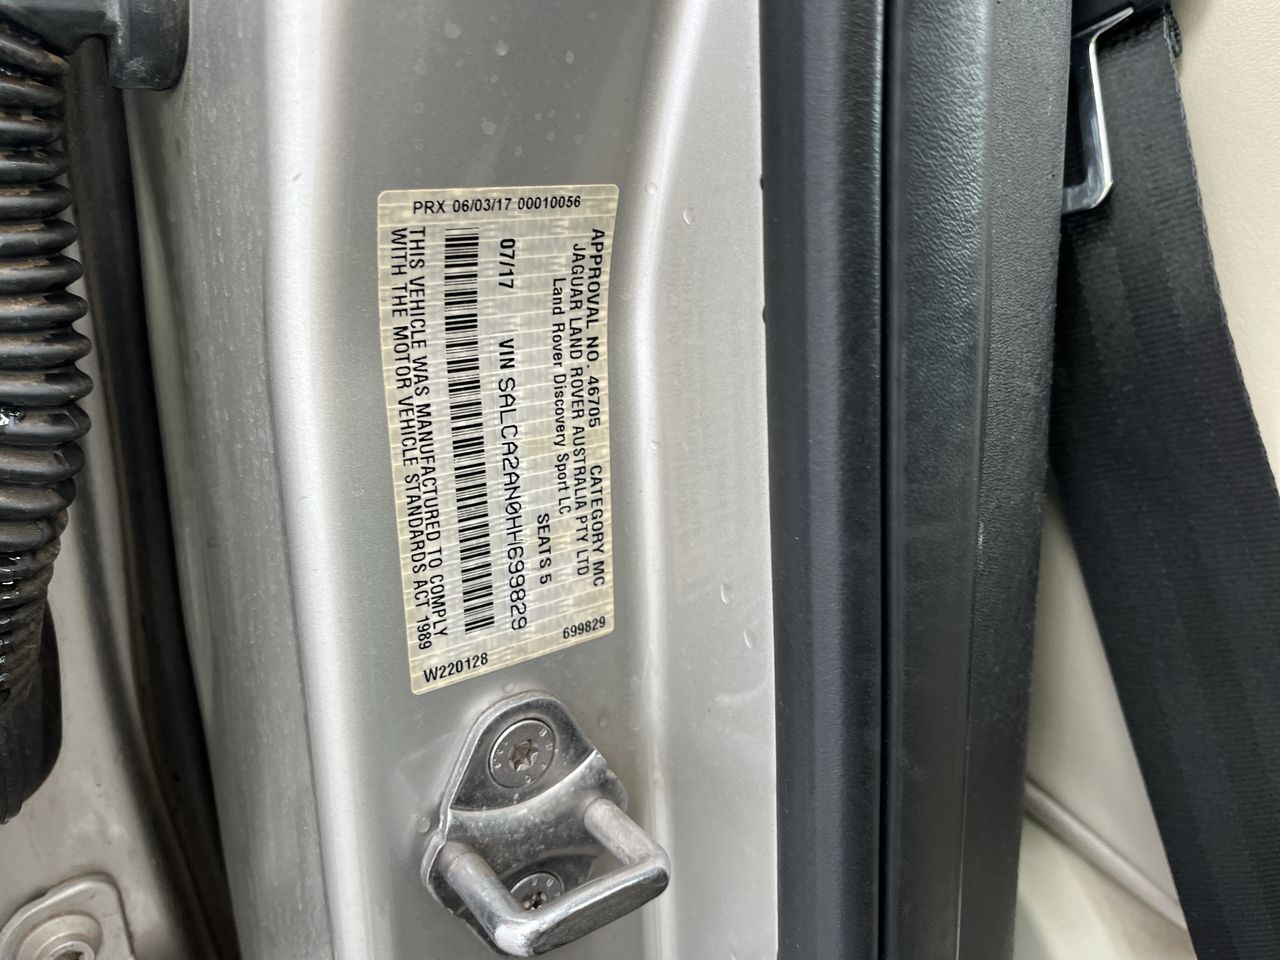 PRX 06/03/17 00010056
APPROVAL NO. 46705 CATEGORY MC
JAGUAR LAND ROVER AUSTRALIA PTY LTD
Land Rover Discovery Sport LC
SEATS 5
07/17 VIN SALCA2AN0HH699829
THIS VEHICLE WAS MANUFACTURED TO COMPLY
WITH THE MOTOR VEHICLE STANDARDS ACT 1989
W220128 699829